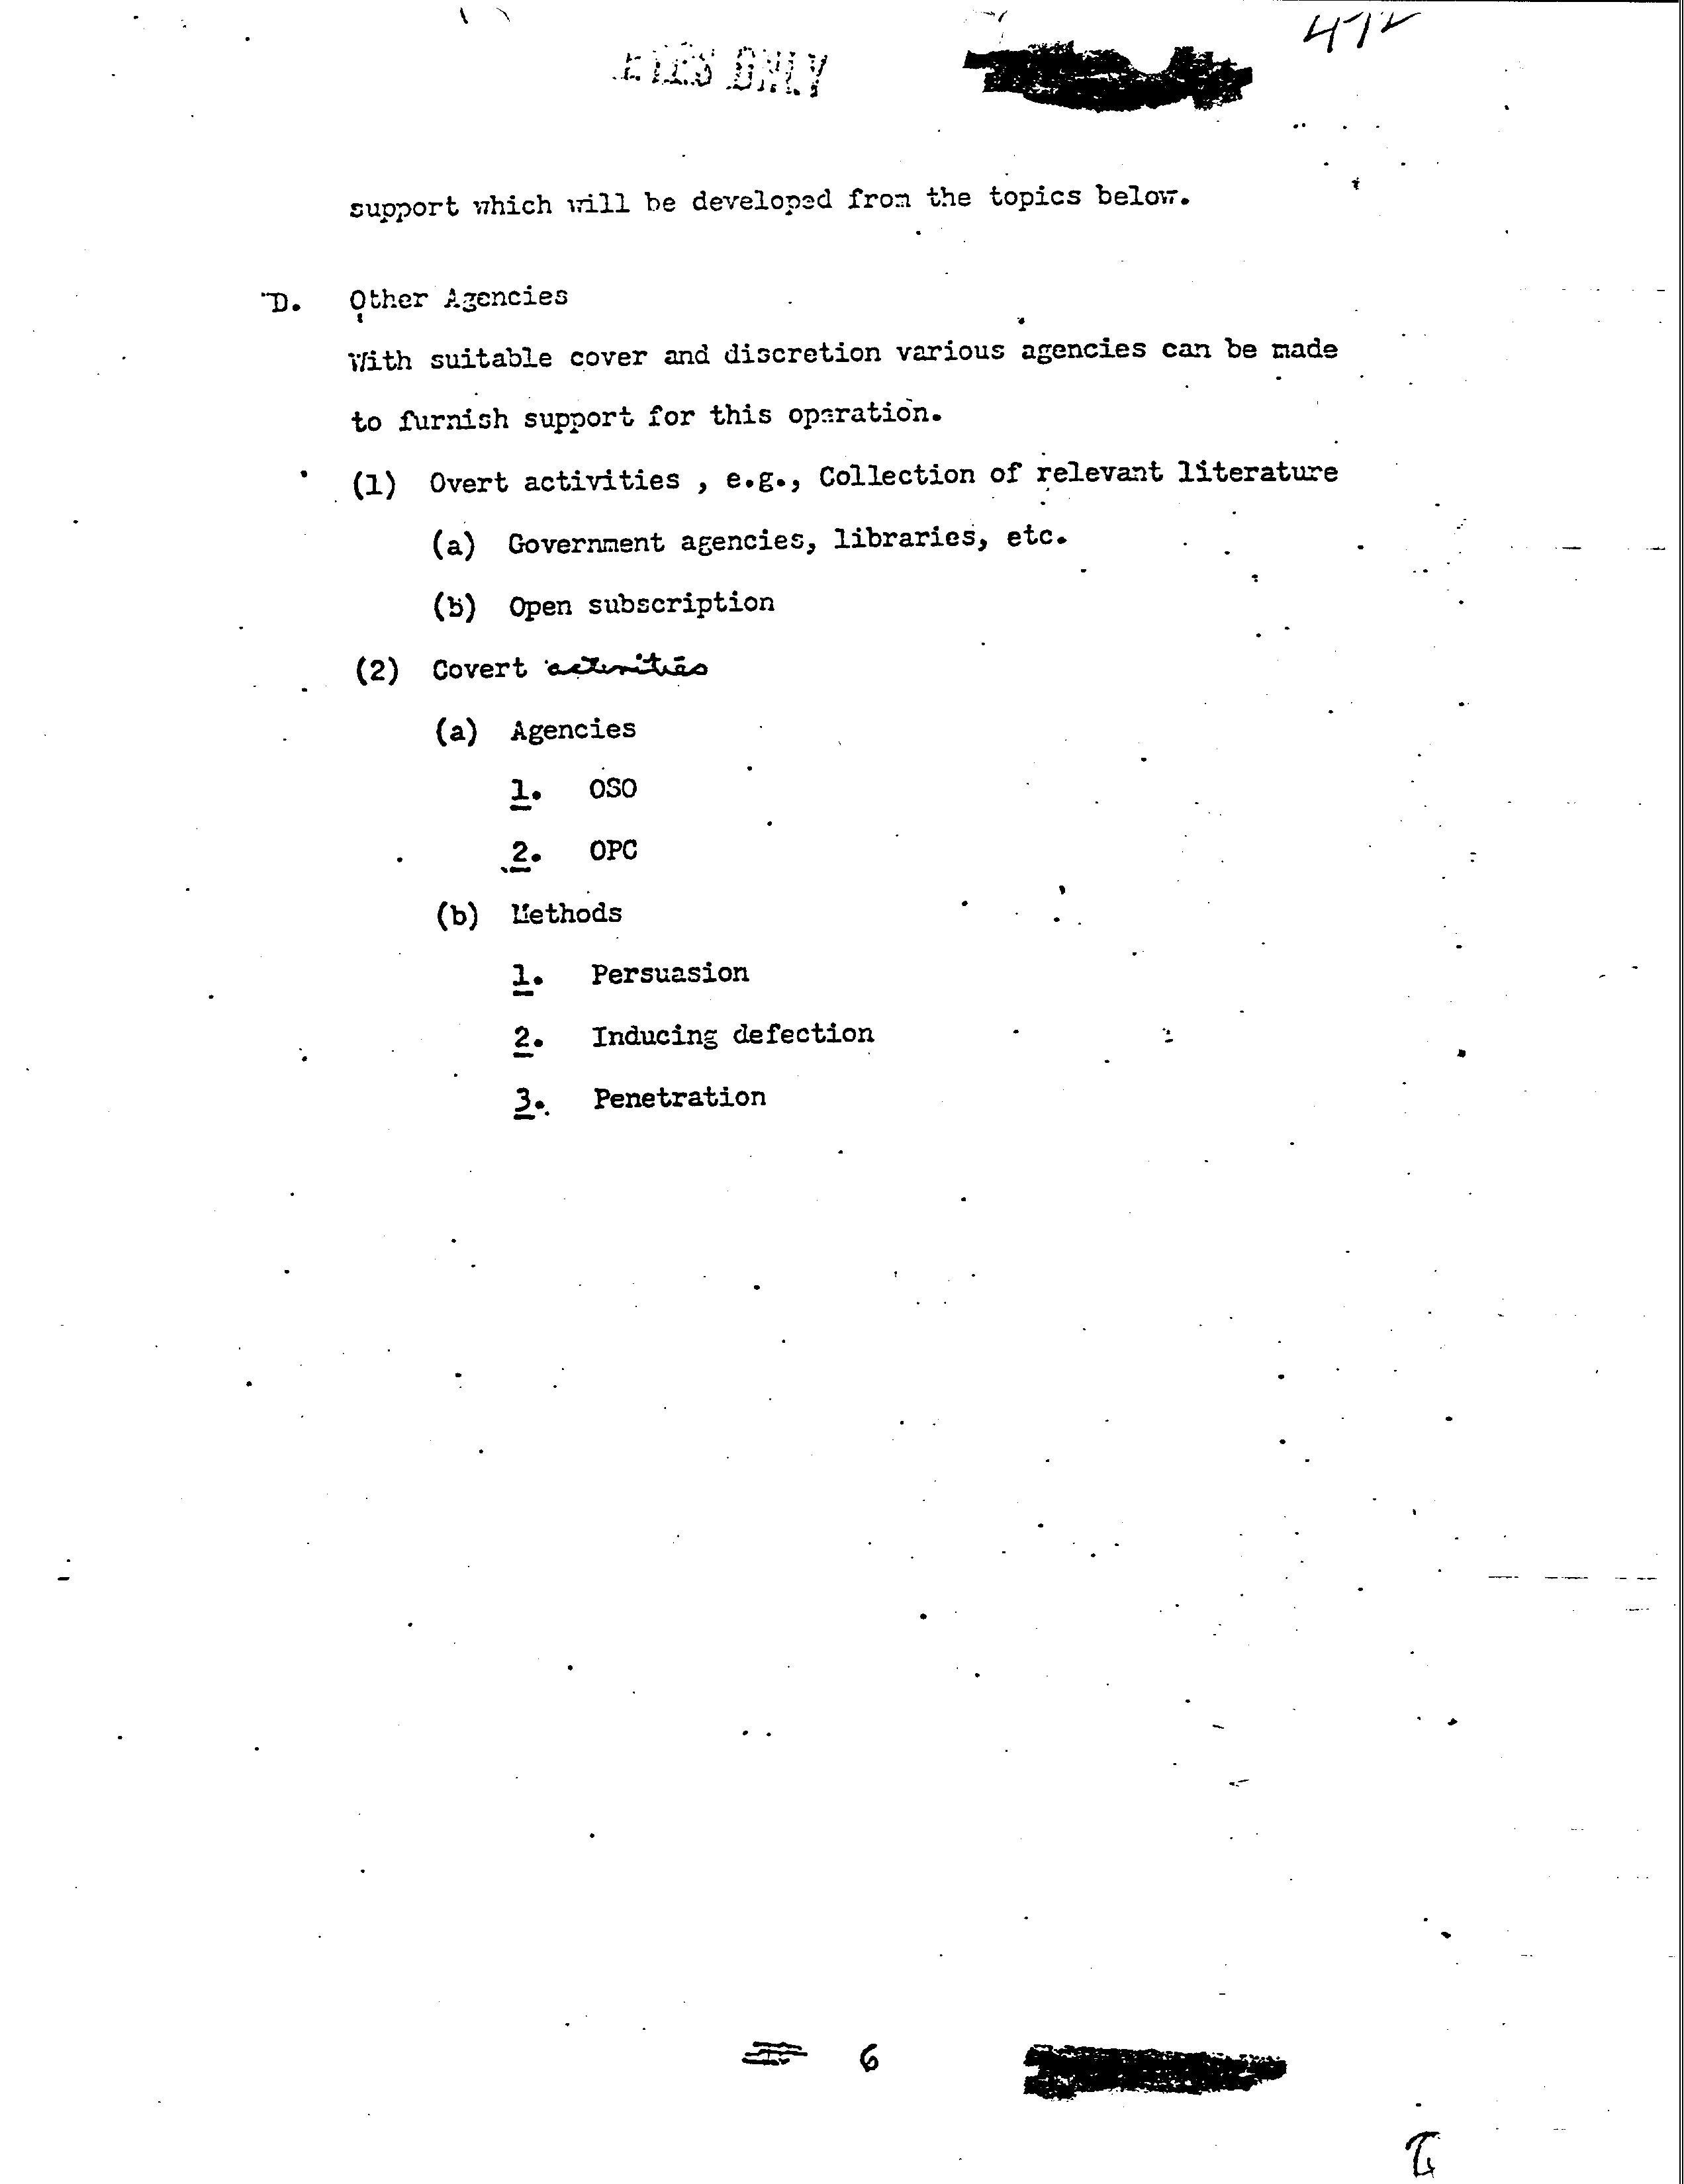 EYES ONLY
472
support which will be developed from the topics below.
D. Other Agencies
With suitable cover and discretion various agencies can be made
to furnish support for this operation.
(1) Overt activities , e.g., Collection of relevant literature
(a) Government agencies, libraries, etc.
(b) Open subscription
(2) Covert activities
(a) Agencies
1. OSO
2. OPC
(b) Methods
1. Persuasion
2. Inducing defection
3. Penetration
6